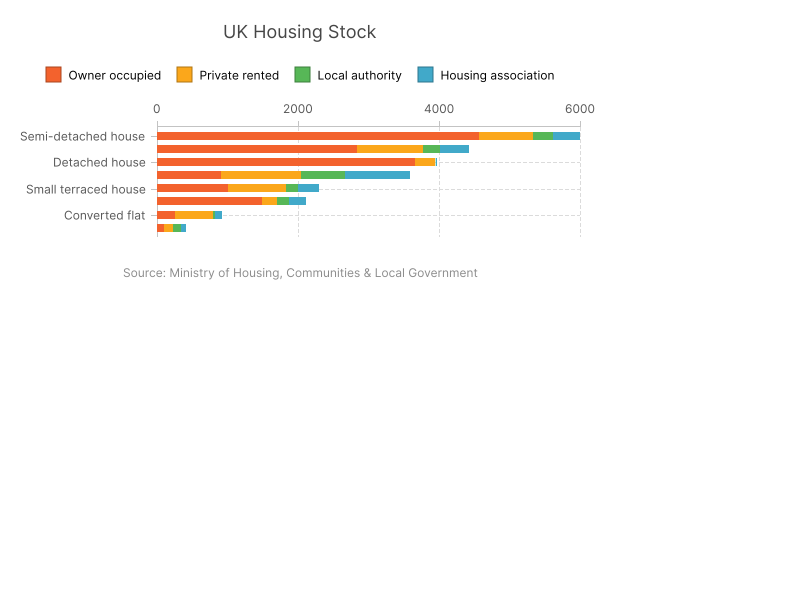 UK Housing Stock
Owner occupied Private rented Local authority Housing association
0 2000 4000 6000
Semi-detached house
Detached house
Small terraced house
Converted flat
Source: Ministry of Housing, Communities & Local Government